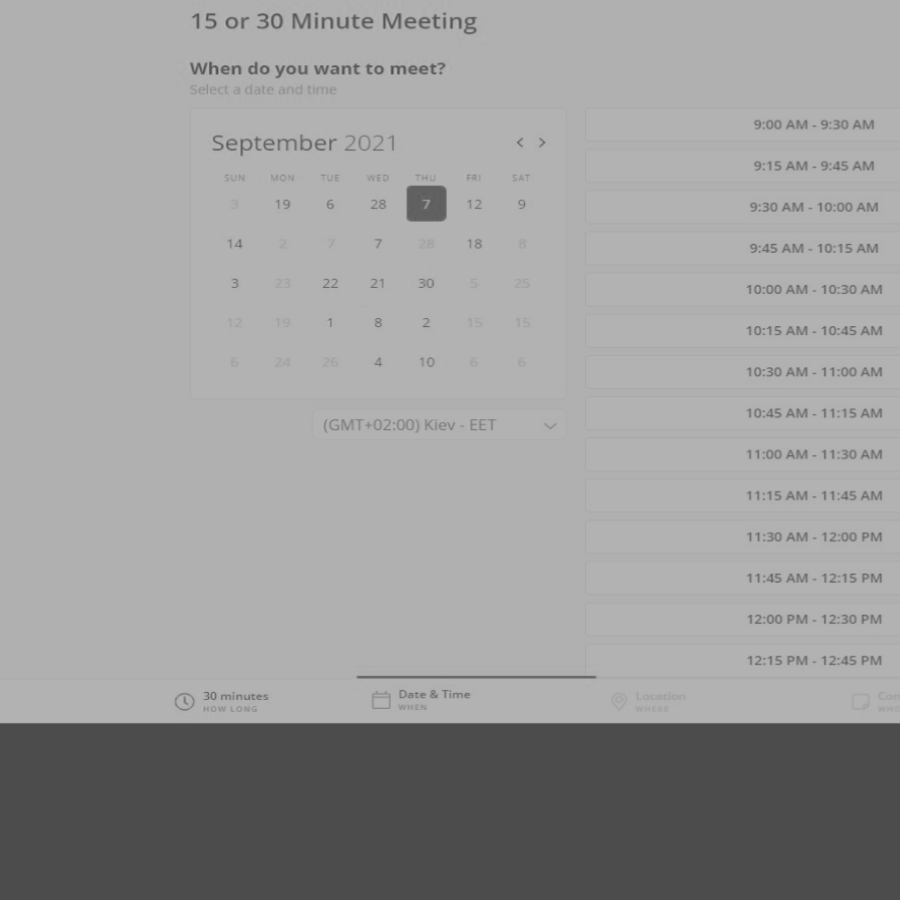 15 or 30 Minute Meeting
When do you want to meet?
Select a date and time
September 2021
SUN MON TUE WED THU FRI SAT
3 19 6 28 7 12 9
14 2 7 7 28 18 8
3 23 22 21 30 5 25
12 19 1 8 2 15 15
6 24 26 4 10 6 6
(GMT+02:00) Kiev - EET
9:00 AM - 9:30 AM
9:15 AM - 9:45 AM
9:30 AM - 10:00 AM
9:45 AM - 10:15 AM
10:00 AM - 10:30 AM
10:15 AM - 10:45 AM
10:30 AM - 11:00 AM
10:45 AM - 11:15 AM
11:00 AM - 11:30 AM
11:15 AM - 11:45 AM
11:30 AM - 12:00 PM
11:45 AM - 12:15 PM
12:00 PM - 12:30 PM
12:15 PM - 12:45 PM
30 minutes
HOW LONG
Date & Time
WHEN
Location
WHERE